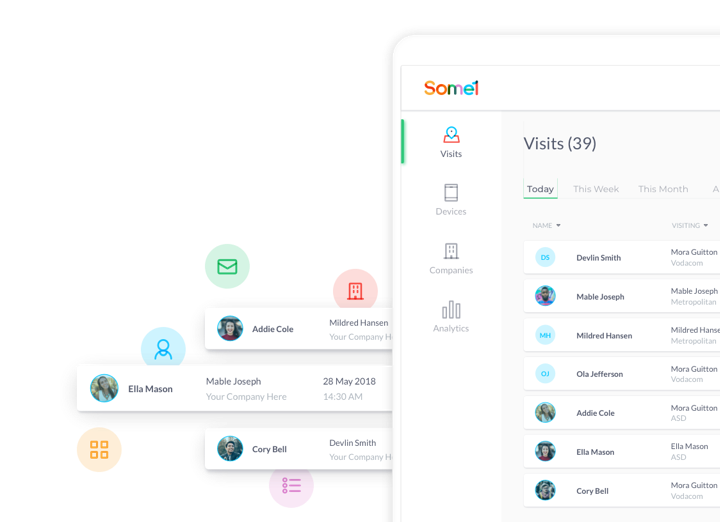 Some1
Visits
Devices
Companies
Analytics
Visits (39)
Today This Week This Month A
NAME VISITING
DS Devlin Smith Mora Guitton
Vodacom
Mable Joseph Mable Joseph
Metropolitan
MH Mildred Hansen Mildred Hanse
Metropolitan
OJ Ola Jefferson Mora Guitton
Vodacom
Addie Cole Mora Guitton
ASD
Ella Mason Ella Mason
ASD
Cory Bell Mora Guitton
Vodacom
Addie Cole Mildred Hansen
Your Company H
Ella Mason Mable Joseph 28 May 2018
Your Company Here 14:30 AM
Cory Bell Devlin Smith
Your Company H